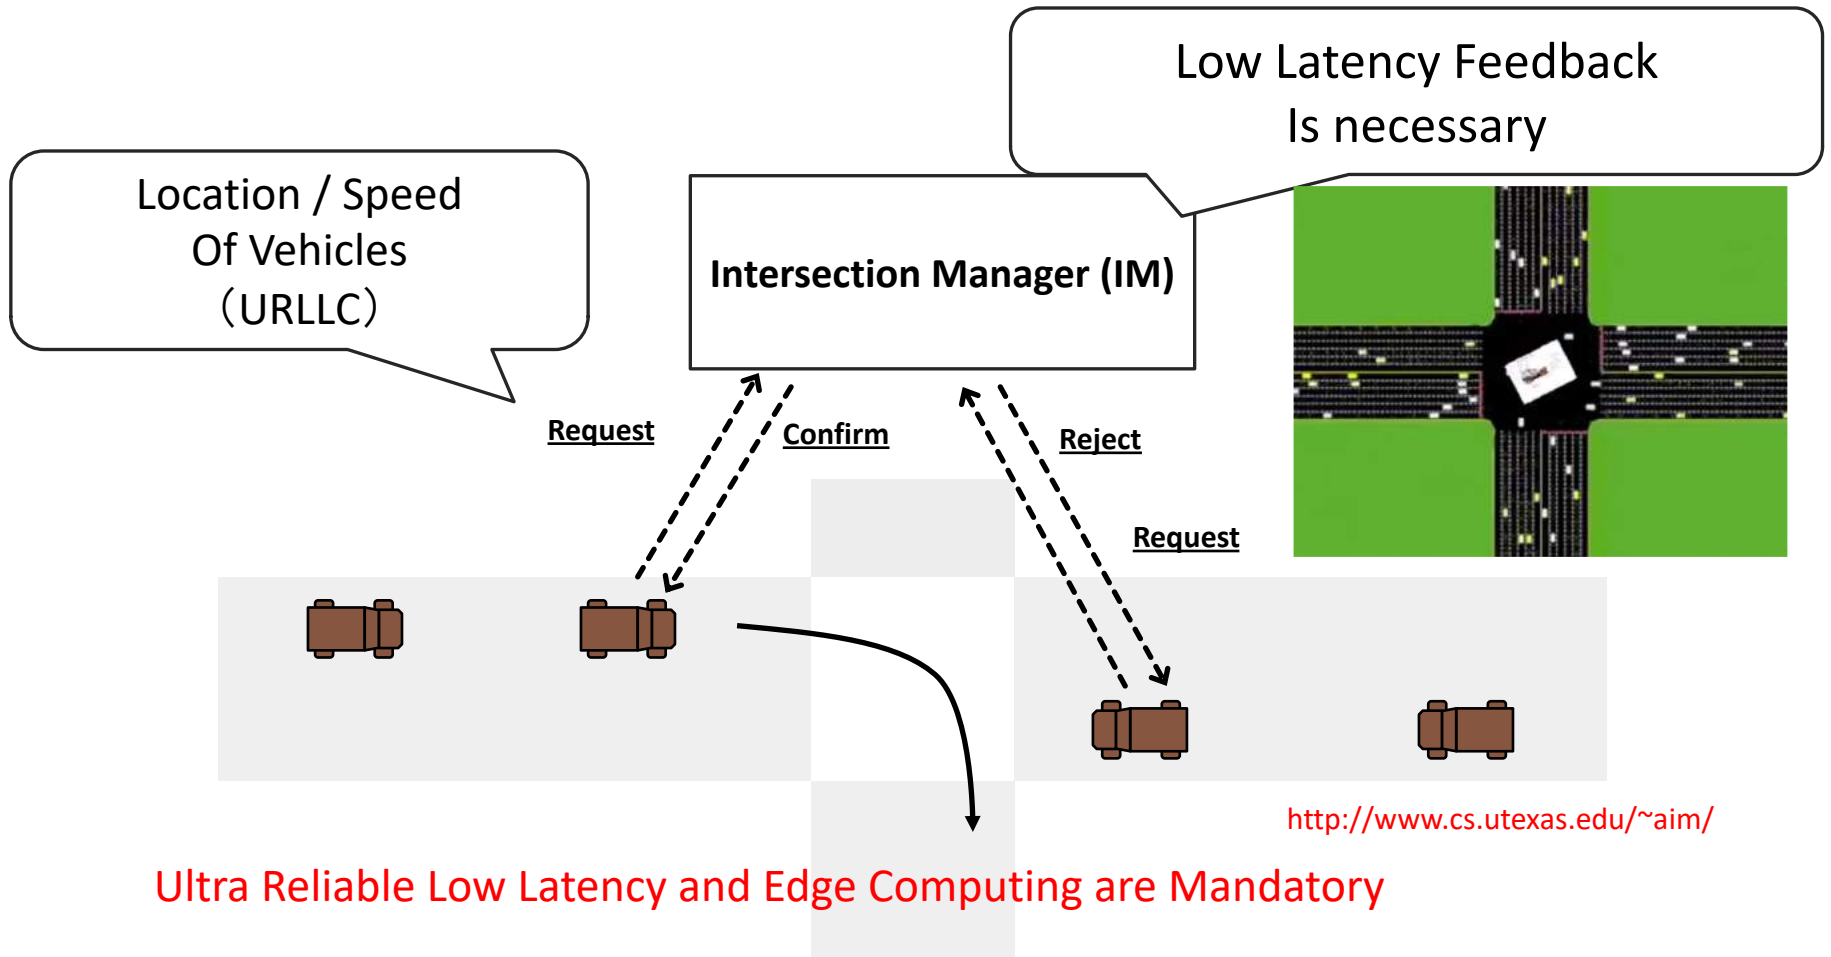 Low Latency Feedback
Is necessary
Location / Speed
Of Vehicles
（URLLC）
Intersection Manager (IM)
Request
Confirm
Reject
Request
http://www.cs.utexas.edu/~aim/
Ultra Reliable Low Latency and Edge Computing are Mandatory